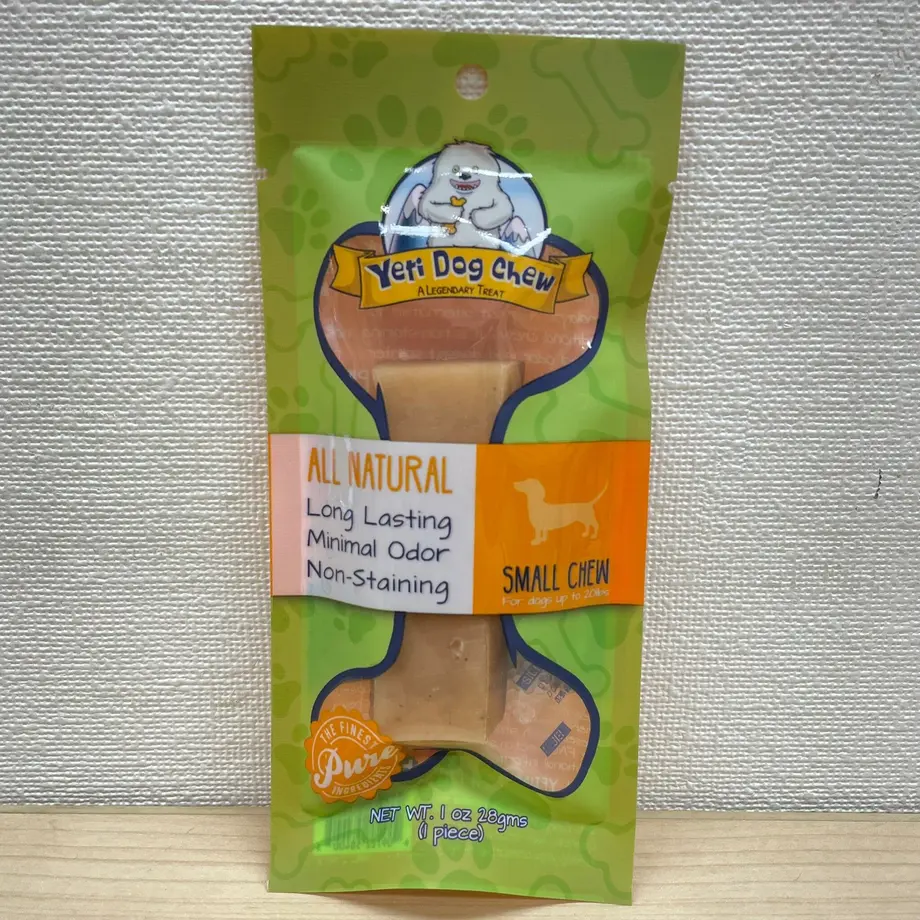 Yeti Dog Chew
A LEGENDARY TREAT
ALL NATURAL
Long Lasting
Minimal Odor
Non-Staining
SMALL CHEW
For dogs up to 20lbs
THE FINEST
Pure
INGREDIENTS
NET WT. 1 oz 28gms
(1 piece)